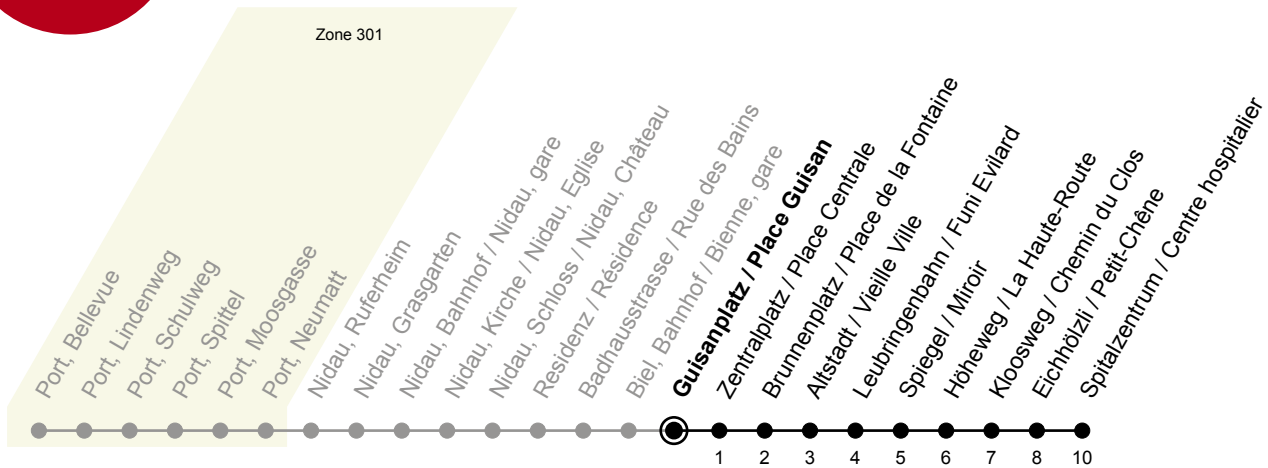 Zone 301
Port, Bellevue
Port, Lindenweg
Port, Schulweg
Port, Spittel
Port, Moosgasse
Port, Neumatt
Nidau, Ruferheim
Nidau, Grasgarten
Nidau, Bahnhof / Nidau, gare
Nidau, Kirche / Nidau, Eglise
Nidau, Schloss / Nidau, Château
Residenz / Résidence
Badhausstrasse / Rue des Bains
Biel, Bahnhof / Bienne, gare
Guisanplatz / Place Guisan
Zentralplatz / Place Centrale
Brunnenplatz / Place de la Fontaine
Altstadt / Vieille Ville
Leubringenbahn / Funi Evilard
Spiegel / Miroir
Höheweg / La Haute-Route
Kloosweg / Chemin du Clos
Eichhölzli / Petit-Chêne
Spitalzentrum / Centre hospitalier
1 2 3 4 5 6 7 8 10